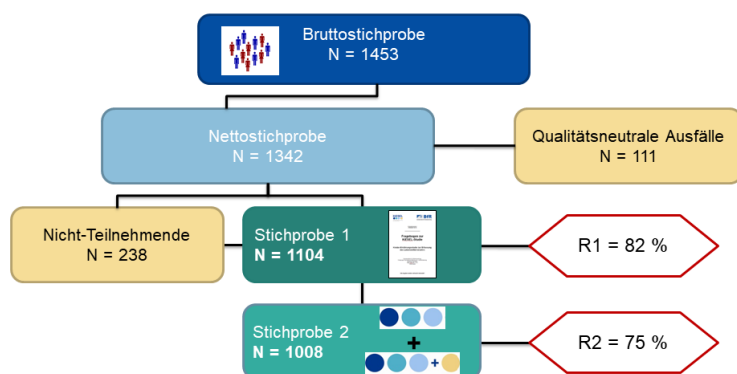 Bruttostichprobe
N = 1453
Nettostichprobe
N = 1342
Qualitätsneutrale Ausfälle
N = 111
Nicht-Teilnehmende
N = 238
Stichprobe 1
N = 1104
R1 = 82 %
Stichprobe 2
N = 1008
+
+
R2 = 75 %